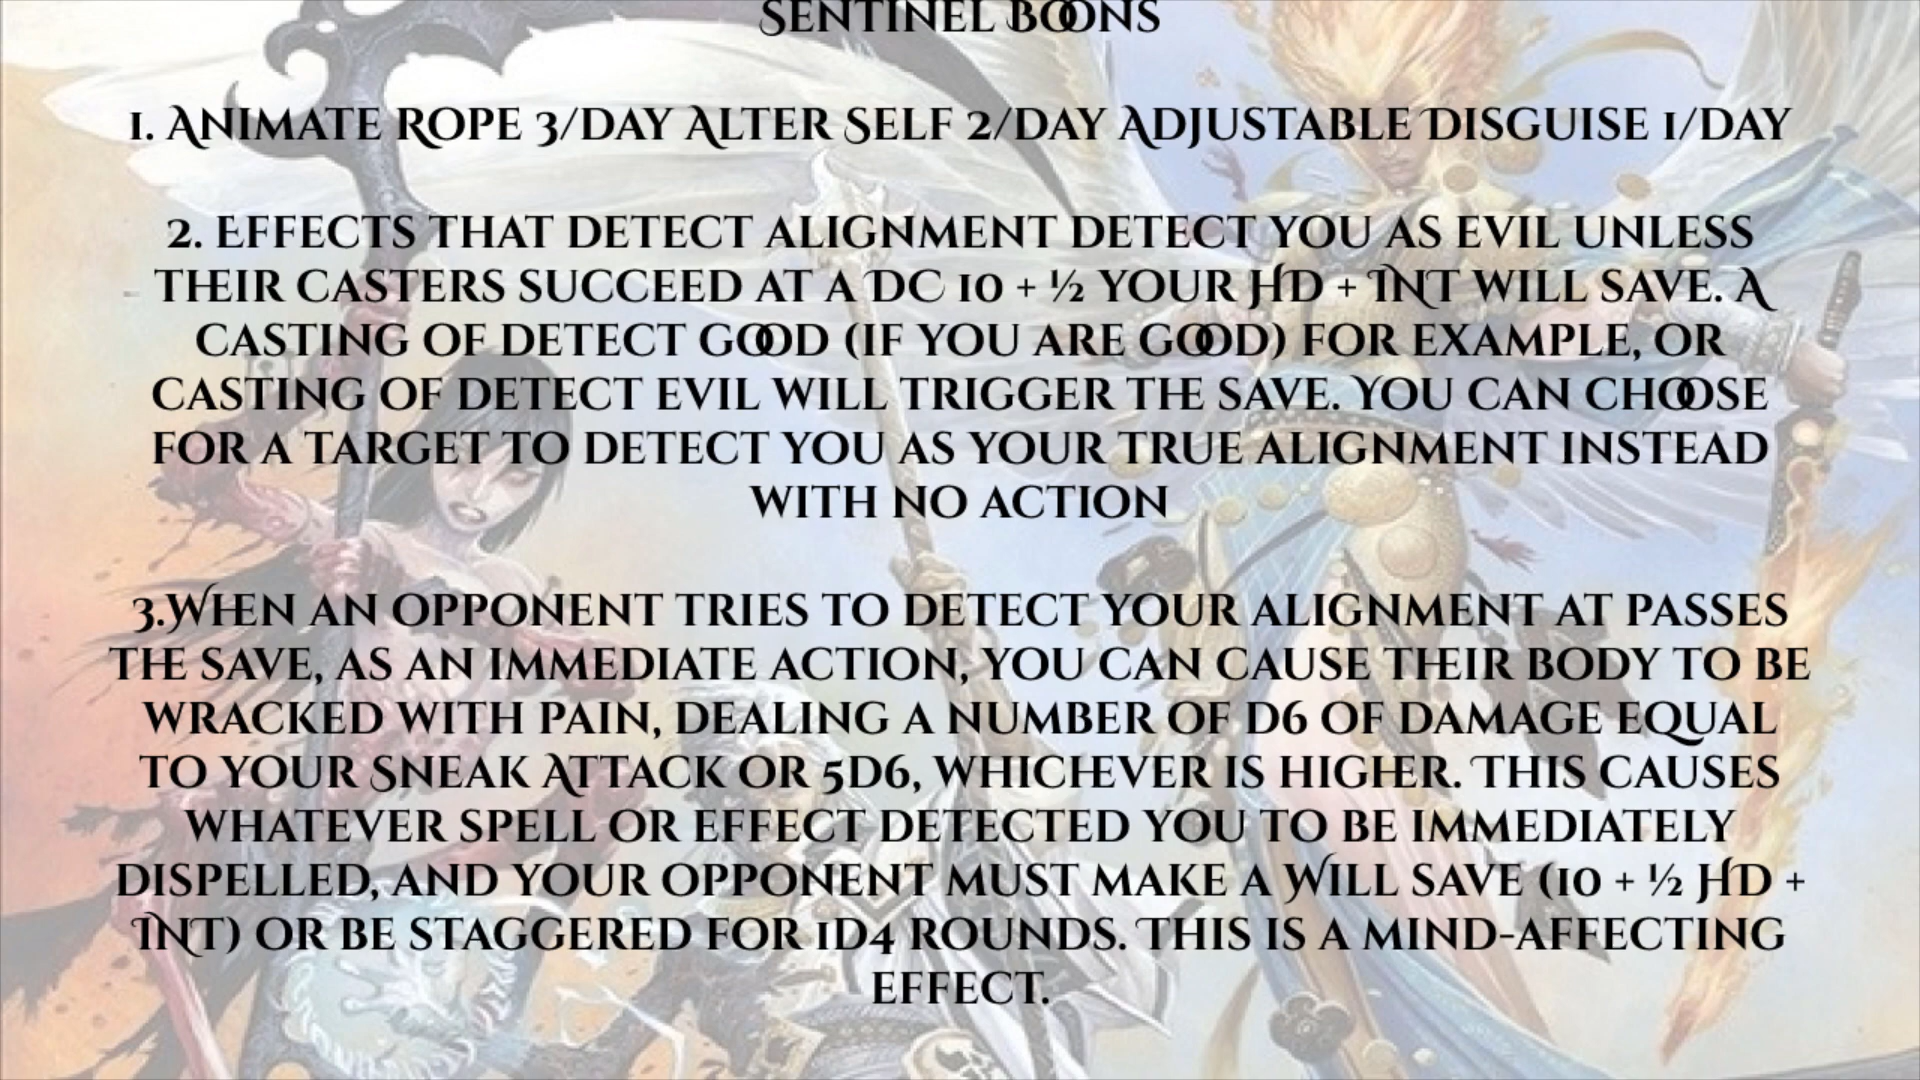 Sentinel Boons
1. Animate Rope 3/day Alter Self 2/day Adjustable Disguise 1/day
2. Effects that detect alignment detect you as evil unless
their casters succeed at a DC 10 + ½ your HD + Int will save. A
casting of detect good (if you are good) for example, or
casting of detect evil will trigger the save. You can choose
for a target to detect you as your true alignment instead
with no action
3.When an opponent tries to detect your alignment at passes
the save, as an immediate action, you can cause their body to be
wracked with pain, dealing a number of d6 of damage equal
to your Sneak Attack or 5d6, whichever is higher. This causes
whatever spell or effect detected you to be immediately
dispelled, and your opponent must make a Will save (10 + ½ HD +
Int) or be staggered for 1d4 rounds. This is a mind-affecting
effect.